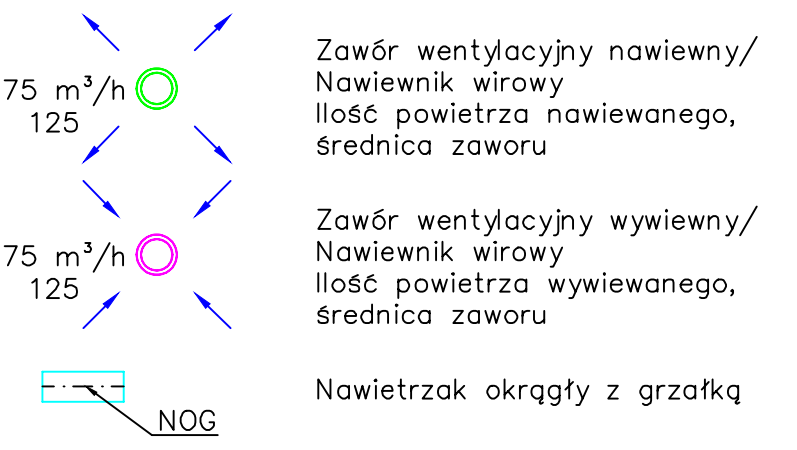 75 m³/h
125
Zawór wentylacyjny nawiewny/
Nawiewnik wirowy
Ilość powietrza nawiewanego,
średnica zaworu
75 m³/h
125
Zawór wentylacyjny wywiewny/
Nawiewnik wirowy
Ilość powietrza wywiewanego,
średnica zaworu
NOG
Nawietrzak okrągły z grzałką